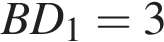 BD₁ = 3